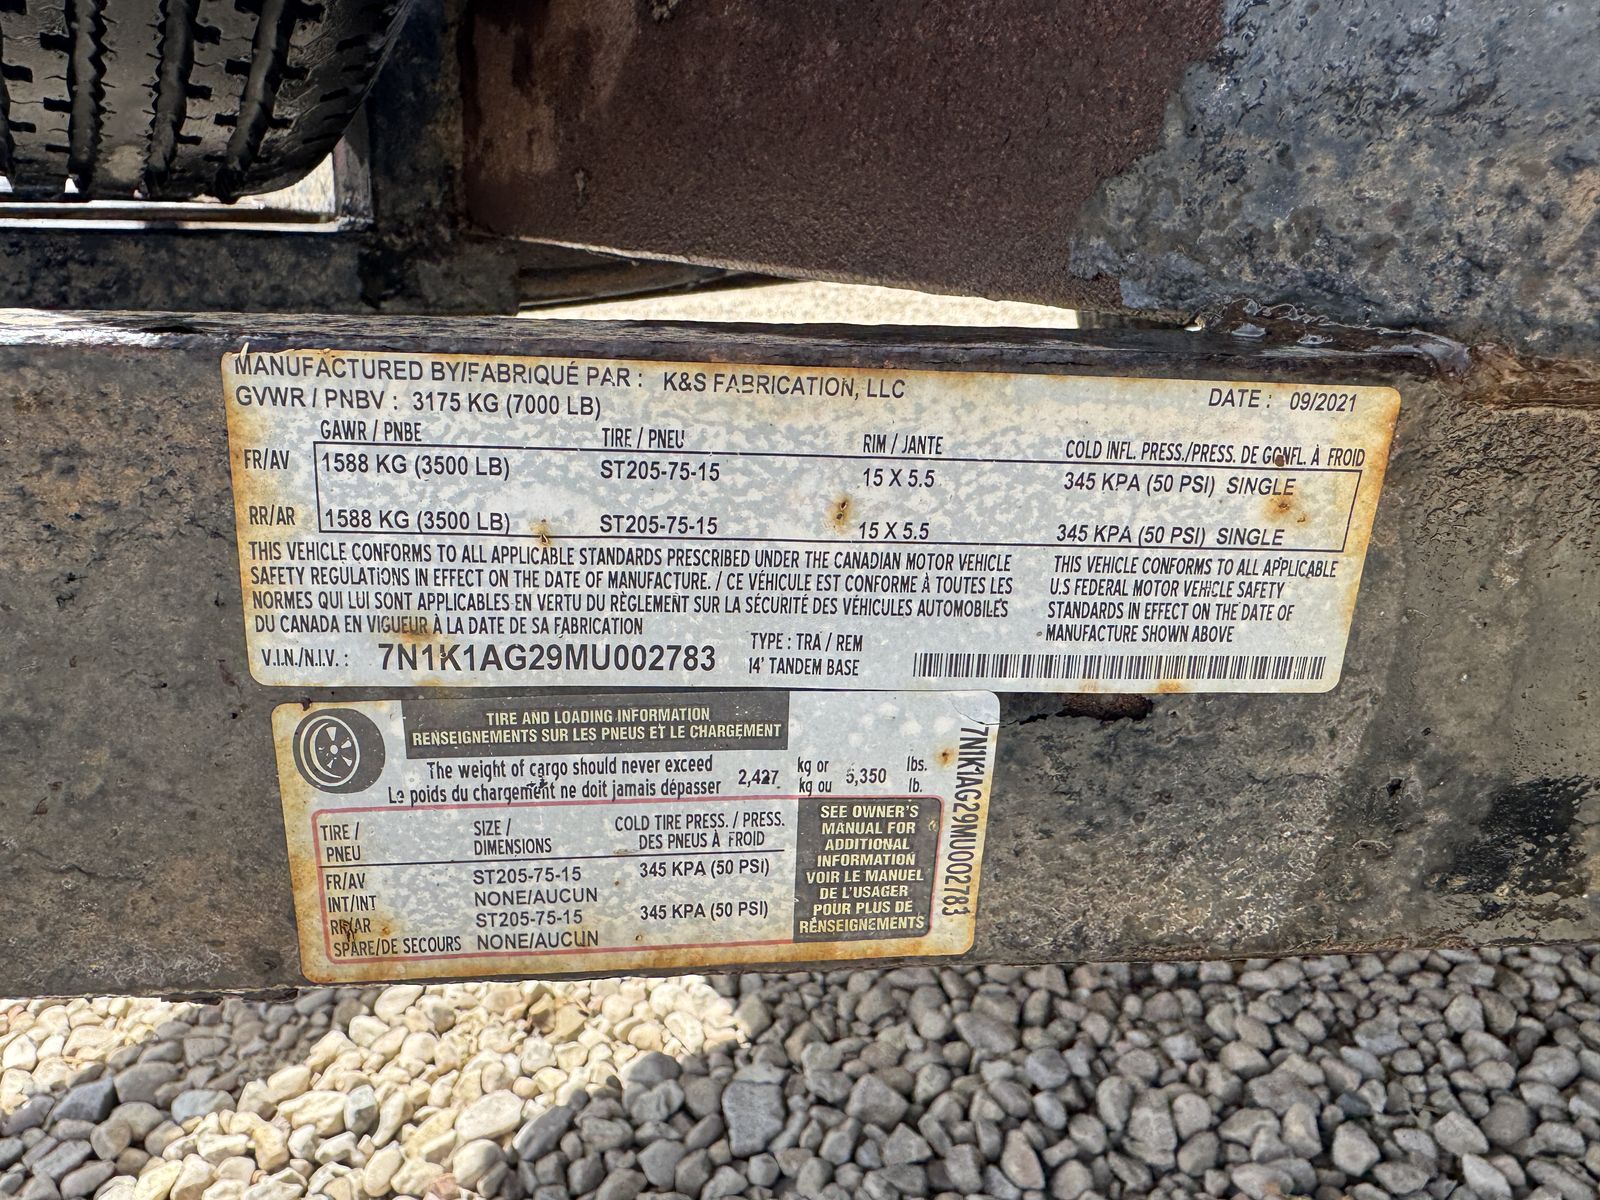 MANUFACTURED BY/FABRIQUÉ PAR : K&S FABRICATION, LLC DATE : 09/2021
GVWR / PNBV : 3175 KG (7000 LB)
GAWR / PNBE TIRE / PNEU RIM / JANTE COLD INFL. PRESS./PRESS. DE GONFL. À FROID
FR/AV 1588 KG (3500 LB) ST205-75-15 15 X 5.5 345 KPA (50 PSI) SINGLE
RR/AR 1588 KG (3500 LB) ST205-75-15 15 X 5.5 345 KPA (50 PSI) SINGLE
THIS VEHICLE CONFORMS TO ALL APPLICABLE STANDARDS PRESCRIBED UNDER THE CANADIAN MOTOR VEHICLE
SAFETY REGULATIONS IN EFFECT ON THE DATE OF MANUFACTURE. / CE VÉHICULE EST CONFORME À TOUTES LES
NORMES QUI LUI SONT APPLICABLES EN VERTU DU RÈGLEMENT SUR LA SÉCURITÉ DES VÉHICULES AUTOMOBILES
DU CANADA EN VIGUEUR À LA DATE DE SA FABRICATION
THIS VEHICLE CONFORMS TO ALL APPLICABLE
U.S FEDERAL MOTOR VEHICLE SAFETY
STANDARDS IN EFFECT ON THE DATE OF
MANUFACTURE SHOWN ABOVE
V.I.N./N.I.V. : 7N1K1AG29MU002783
TYPE : TRA / REM
14' TANDEM BASE
TIRE AND LOADING INFORMATION
RENSEIGNEMENTS SUR LES PNEUS ET LE CHARGEMENT
The weight of cargo should never exceed 2,427 kg or 5,350 lbs.
Le poids du chargement ne doit jamais dépasser kg ou lb.
TIRE / SIZE / COLD TIRE PRESS. / PRESS.
PNEU DIMENSIONS DES PNEUS À FROID
FR/AV ST205-75-15 345 KPA (50 PSI)
INT/INT NONE/AUCUN
RR/AR ST205-75-15 345 KPA (50 PSI)
SPARE/DE SECOURS NONE/AUCUN
SEE OWNER'S
MANUAL FOR
ADDITIONAL
INFORMATION
VOIR LE MANUEL
DE L'USAGER
POUR PLUS DE
RENSEIGNEMENTS
7N1K1AG29MU002783